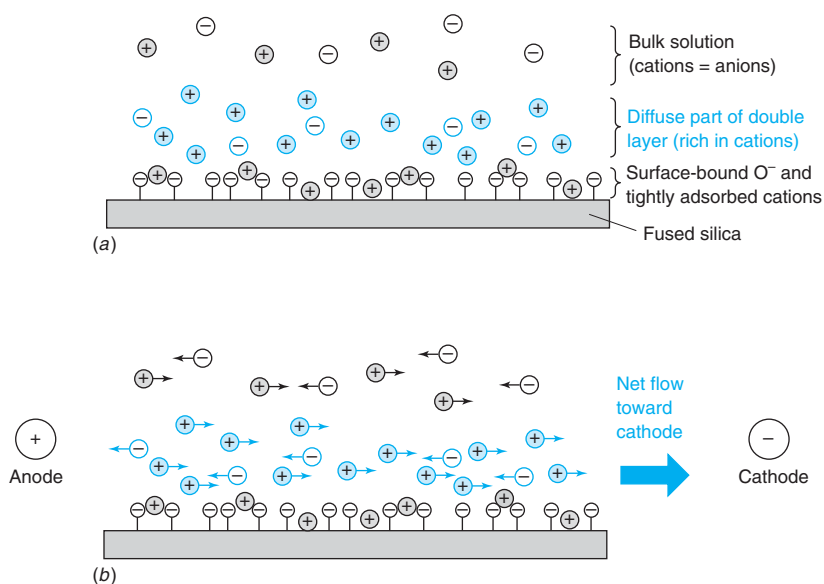 Bulk solution
(cations = anions)
Diffuse part of double
layer (rich in cations)
Surface-bound O⁻ and
tightly adsorbed cations
Fused silica
(a)
Net flow
toward
cathode
+
Anode
−
Cathode
(b)